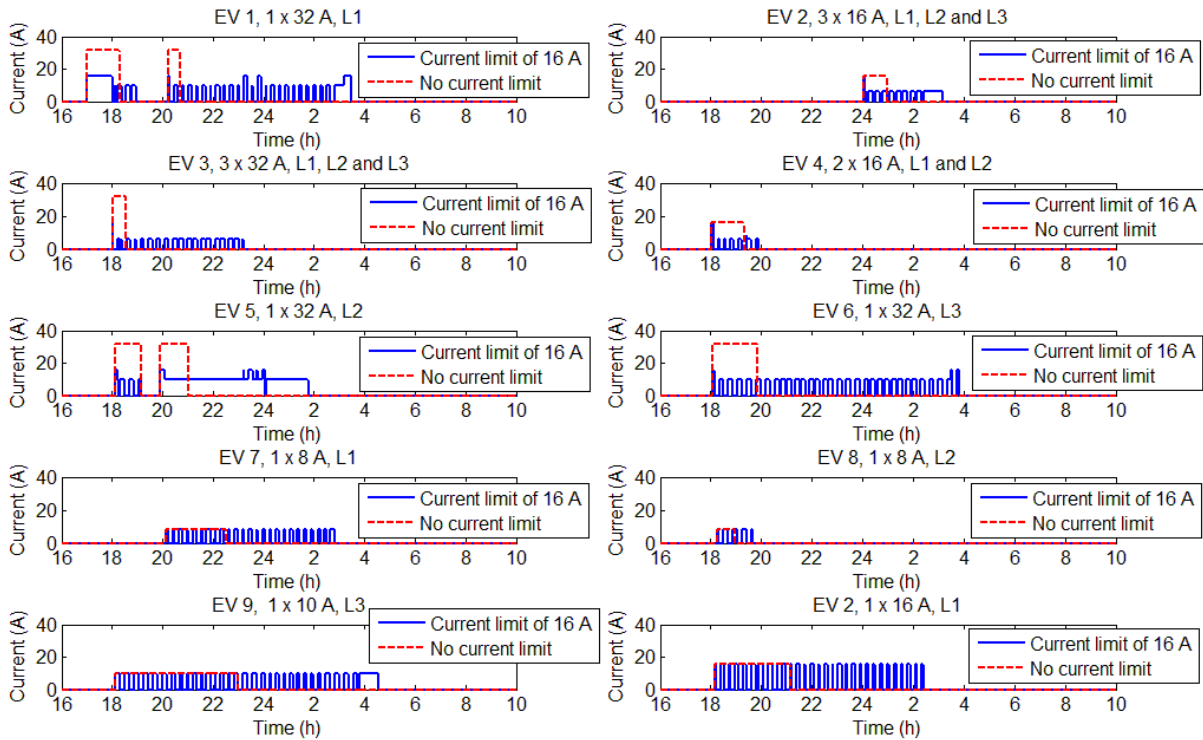 EV 1, 1 x 32 A, L1
Current (A)
40
20
0
16 18 20 22 24 2 4 6 8 10
Time (h)
Current limit of 16 A
No current limit
EV 2, 3 x 16 A, L1, L2 and L3
Current (A)
40
20
0
16 18 20 22 24 2 4 6 8 10
Time (h)
Current limit of 16 A
No current limit
EV 3, 3 x 32 A, L1, L2 and L3
Current (A)
40
20
0
16 18 20 22 24 2 4 6 8 10
Time (h)
Current limit of 16 A
No current limit
EV 4, 2 x 16 A, L1 and L2
Current (A)
40
20
0
16 18 20 22 24 2 4 6 8 10
Time (h)
Current limit of 16 A
No current limit
EV 5, 1 x 32 A, L2
Current (A)
40
20
0
16 18 20 22 24 2 4 6 8 10
Time (h)
Current limit of 16 A
No current limit
EV 6, 1 x 32 A, L3
Current (A)
40
20
0
16 18 20 22 24 2 4 6 8 10
Time (h)
Current limit of 16 A
No current limit
EV 7, 1 x 8 A, L1
Current (A)
40
20
0
16 18 20 22 24 2 4 6 8 10
Time (h)
Current limit of 16 A
No current limit
EV 8, 1 x 8 A, L2
Current (A)
40
20
0
16 18 20 22 24 2 4 6 8 10
Time (h)
Current limit of 16 A
No current limit
EV 9, 1 x 10 A, L3
Current (A)
40
20
0
16 18 20 22 24 2 4 6 8 10
Time (h)
Current limit of 16 A
No current limit
EV 2, 1 x 16 A, L1
Current (A)
40
20
0
16 18 20 22 24 2 4 6 8 10
Time (h)
Current limit of 16 A
No current limit